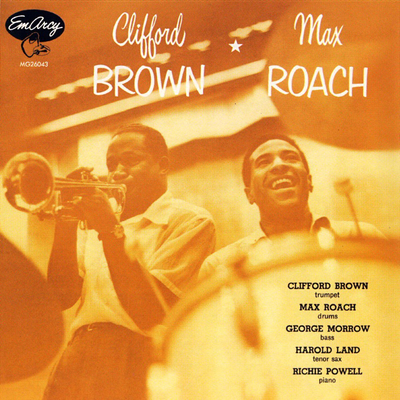 EmArcy
MG26043
Clifford
BROWN
★
Max
ROACH
CLIFFORD BROWN
trumpet
MAX ROACH
drums
GEORGE MORROW
bass
HAROLD LAND
tenor sax
RICHIE POWELL
piano